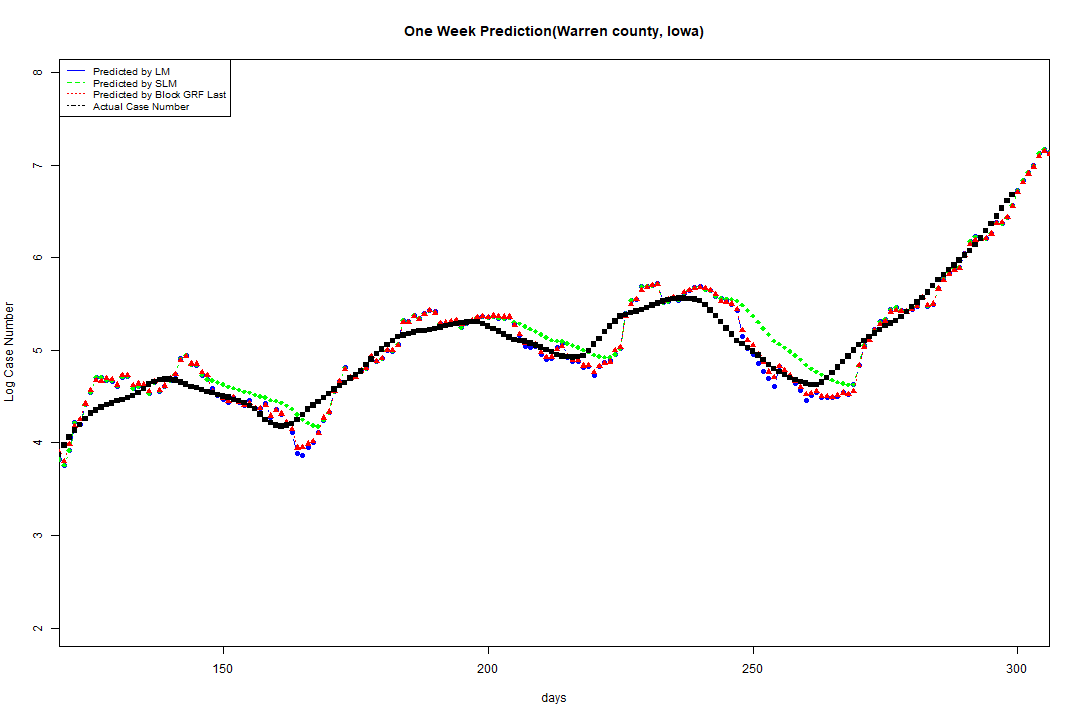 One Week Prediction(Warren county, Iowa)
Predicted by LM
Predicted by SLM
Predicted by Block GRF Last
Actual Case Number
8
7
6
5
4
3
2
Log Case Number
150 200 250 300
days